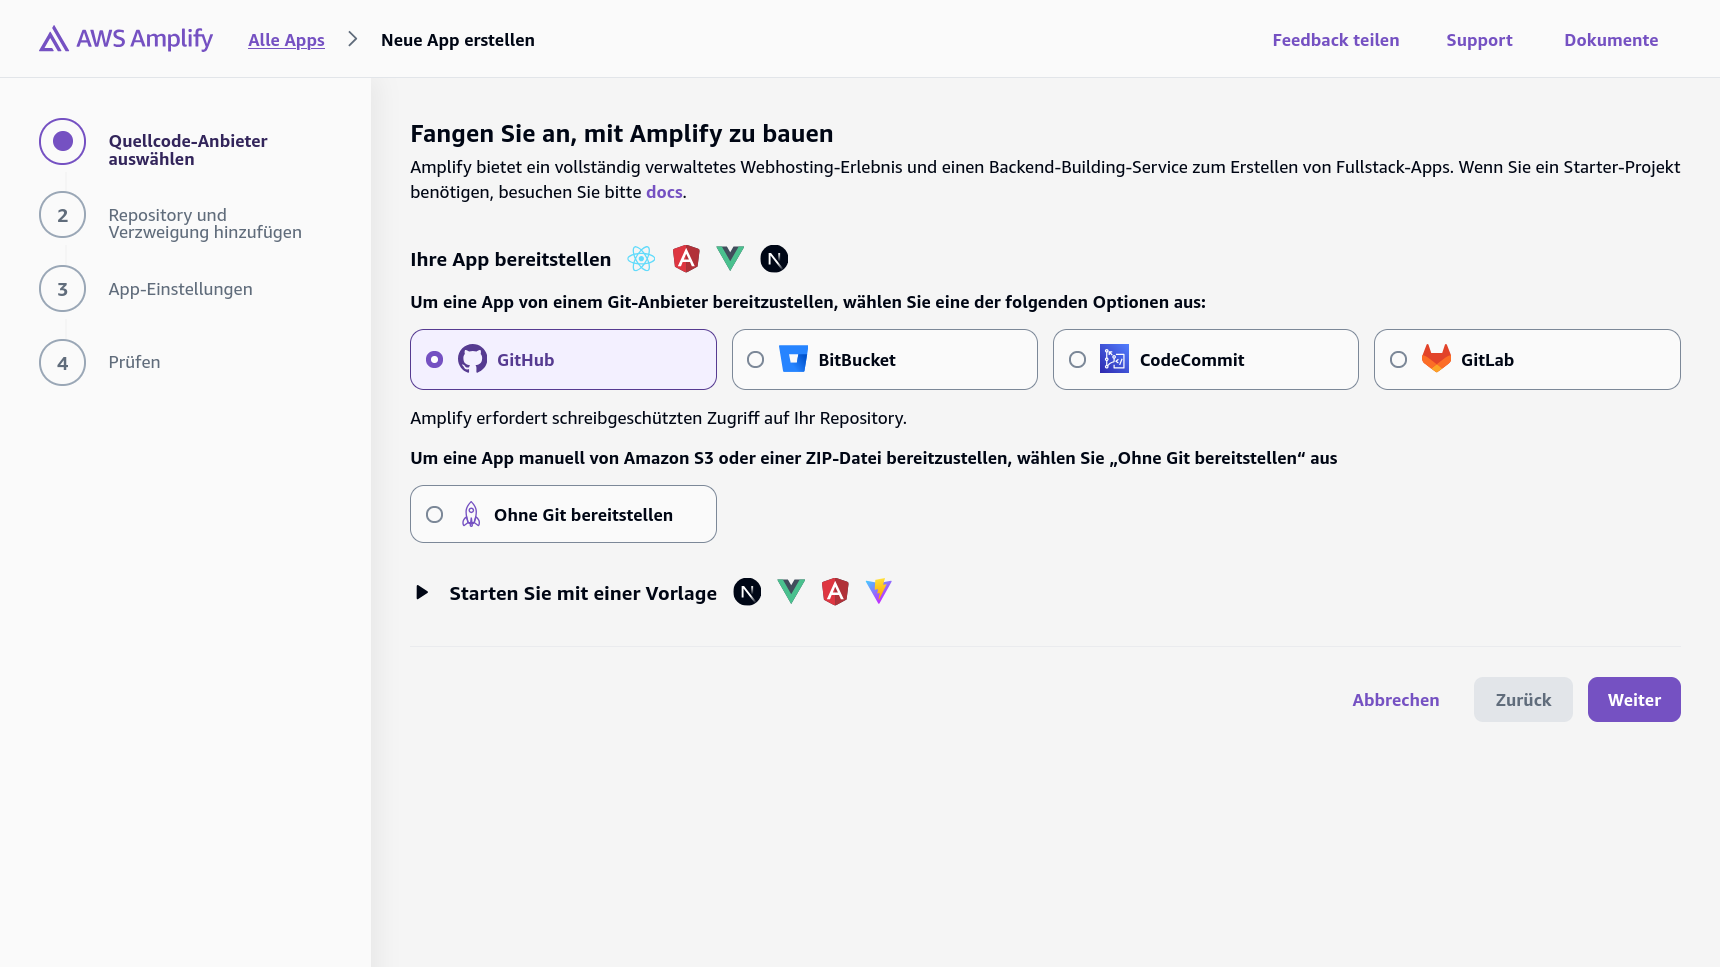 AWS Amplify
Alle Apps
Neue App erstellen
Feedback teilen
Support
Dokumente
Quellcode-Anbieter
auswählen
2
Repository und
Verzweigung hinzufügen
3
App-Einstellungen
4
Prüfen
Fangen Sie an, mit Amplify zu bauen
Amplify bietet ein vollständig verwaltetes Webhosting-Erlebnis und einen Backend-Building-Service zum Erstellen von Fullstack-Apps. Wenn Sie ein Starter-Projekt
benötigen, besuchen Sie bitte docs.
Ihre App bereitstellen
Um eine App von einem Git-Anbieter bereitzustellen, wählen Sie eine der folgenden Optionen aus:
GitHub
BitBucket
CodeCommit
GitLab
Amplify erfordert schreibgeschützten Zugriff auf Ihr Repository.
Um eine App manuell von Amazon S3 oder einer ZIP-Datei bereitzustellen, wählen Sie „Ohne Git bereitstellen“ aus
Ohne Git bereitstellen
Starten Sie mit einer Vorlage
Abbrechen
Zurück
Weiter